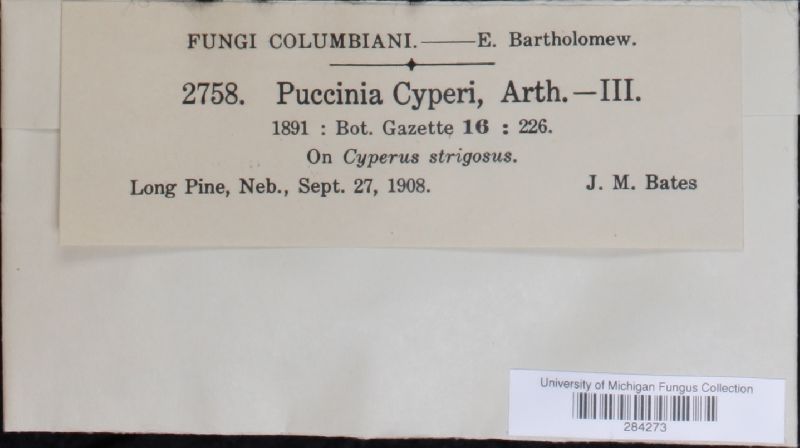 FUNGI COLUMBIANI.——E. Bartholomew.
2758. Puccinia Cyperi, Arth.—III.
1891 : Bot. Gazette 16 : 226.
On Cyperus strigosus.
Long Pine, Neb., Sept. 27, 1908. J. M. Bates
University of Michigan Fungus Collection
284273